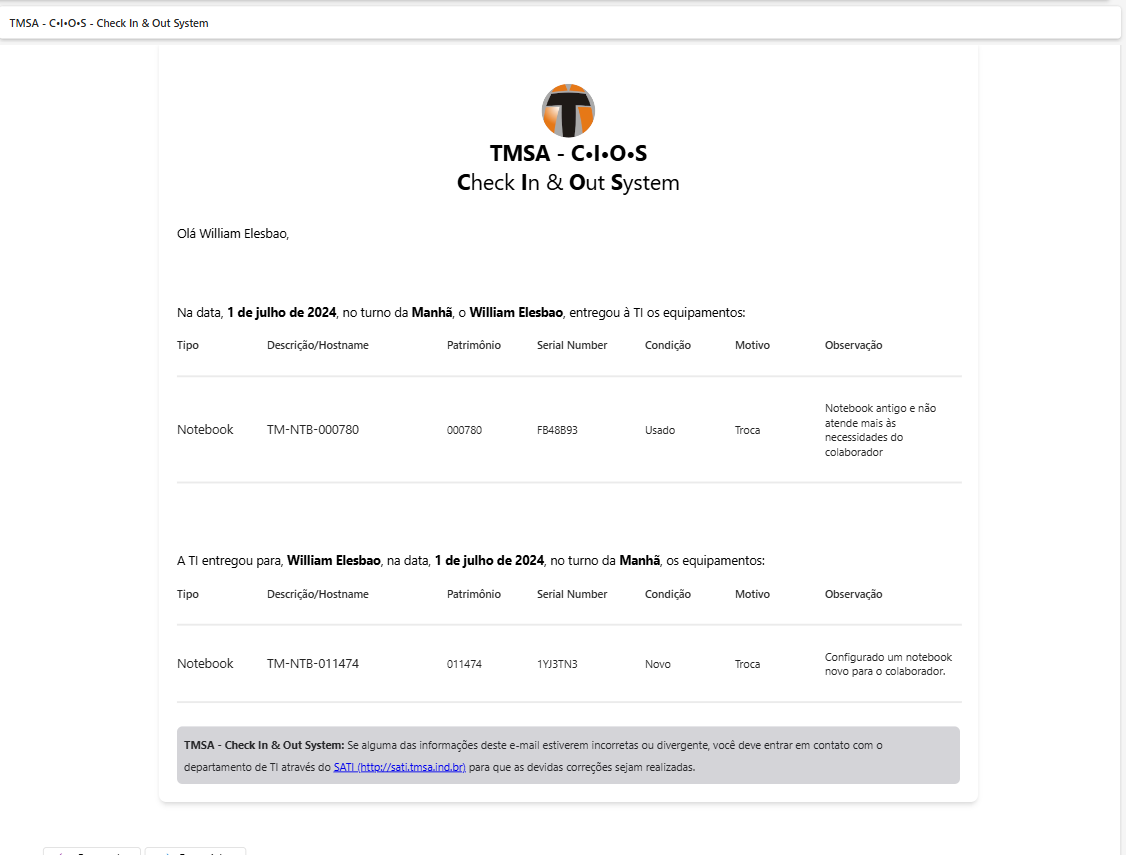 TMSA - C•I•O•S - Check In & Out System
TMSA - C•I•O•S
Check In & Out System
Olá William Elesbao,
Na data, 1 de julho de 2024, no turno da Manhã, o William Elesbao, entregou à TI os equipamentos:
Tipo Descrição/Hostname Patrimônio Serial Number Condição Motivo Observação
Notebook TM-NTB-000780 000780 FB48B93 Usado Troca Notebook antigo e não
atende mais às
necessidades do
colaborador
A TI entregou para, William Elesbao, na data, 1 de julho de 2024, no turno da Manhã, os equipamentos:
Tipo Descrição/Hostname Patrimônio Serial Number Condição Motivo Observação
Notebook TM-NTB-011474 011474 1YJ3TN3 Novo Troca Configurado um notebook
novo para o colaborador.
TMSA - Check In & Out System: Se alguma das informações deste e-mail estiverem incorretas ou divergente, você deve entrar em contato com o
departamento de TI através do SATI (http://sati.tmsa.ind.br) para que as devidas correções sejam realizadas.